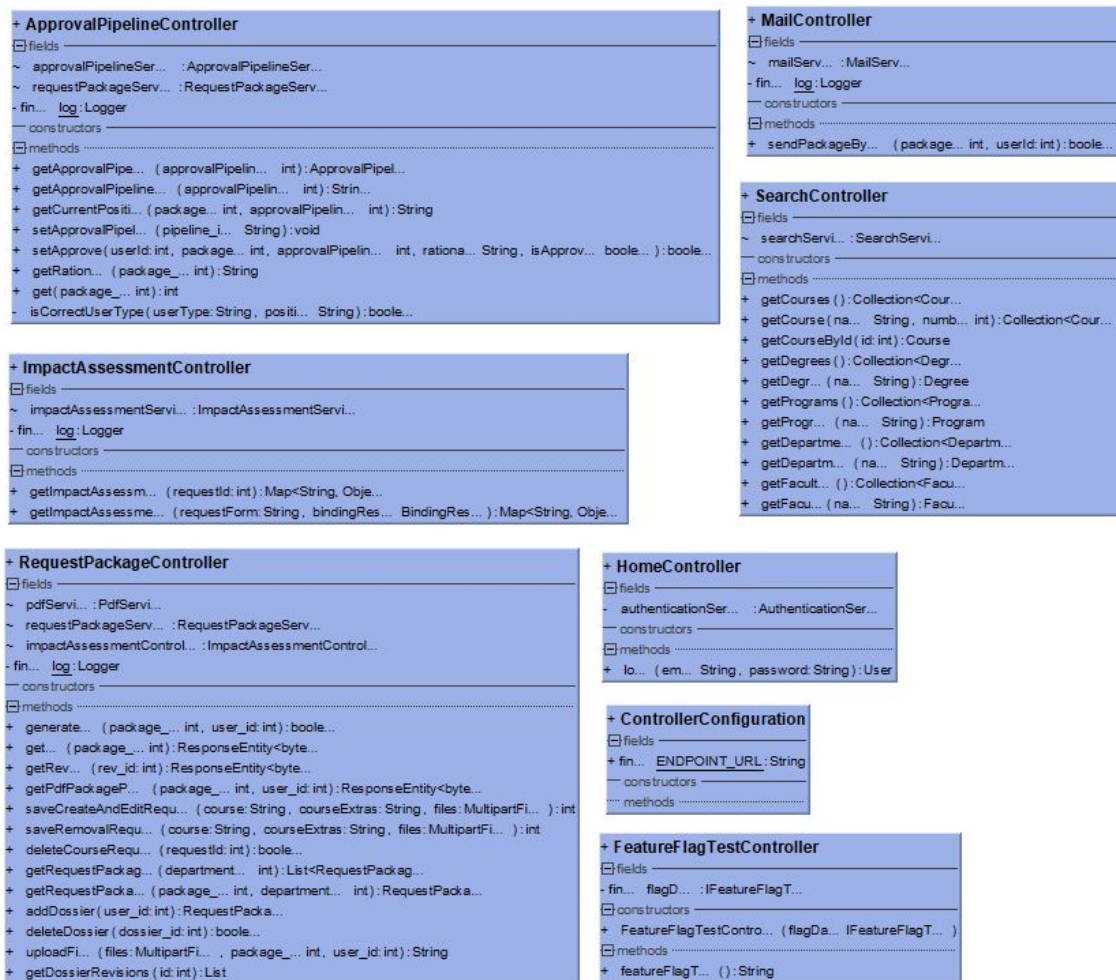 + ApprovalPipelineController
fields
~ approvalPipelineSer... :ApprovalPipelineSer...
~ requestPackageServ... :RequestPackageServ...
- fin... log:Logger
constructors
methods
+ getApprovalPipe... (approvalPipelin... int):ApprovalPipel...
+ getApprovalPipeline... (approvalPipelin... int):Strin...
+ getCurrentPositi... (package... int, approvalPipelin... int):String
+ setApprovalPipel... (pipeline_i... String):void
+ setApprove(userId:int, package... int, approvalPipelin... int, rationa... String, isApprov... boole... ):boole...
+ getRation... (package_... int):String
+ get(package_... int):int
- isCorrectUserType(userType:String, positi... String):boole...
+ MailController
fields
~ mailServ... :MailServ...
- fin... log:Logger
constructors
methods
+ sendPackageBy... (package... int, userId:int):boole...
+ SearchController
fields
~ searchServi... :SearchServi...
constructors
methods
+ getCourses():Collection<Cour...
+ getCourse(na... String, numb... int):Collection<Cour...
+ getCourseById(id:int):Course
+ getDegrees():Collection<Degr...
+ getDegr... (na... String):Degree
+ getPrograms():Collection<Progra...
+ getProgr... (na... String):Program
+ getDepartme... ():Collection<Departm...
+ getDepartm... (na... String):Departm...
+ getFacult... ():Collection<Facu...
+ getFacu... (na... String):Facu...
+ ImpactAssessmentController
fields
~ impactAssessmentServi... :ImpactAssessmentServi...
- fin... log:Logger
constructors
methods
+ getImpactAssessm... (requestId:int):Map<String, Obje...
+ getImpactAssessme... (requestForm:String, bindingRes... BindingRes... ):Map<String, Obje...
+ RequestPackageController
fields
~ pdfServi... :PdfServi...
~ requestPackageServ... :RequestPackageServ...
~ impactAssessmentControl... :ImpactAssessmentControl...
- fin... log:Logger
constructors
methods
+ generate... (package_... int, user_id:int):boole...
+ get... (package_... int):ResponseEntity<byte...
+ getRev... (rev_id:int):ResponseEntity<byte...
+ getPdfPackageP... (package_... int, user_id:int):ResponseEntity<byte...
+ saveCreateAndEditRequ... (course:String, courseExtras:String, files:MultipartFi... ):int
+ saveRemovalRequ... (course:String, courseExtras:String, files:MultipartFi... ):int
+ deleteCourseRequ... (requestId:int):boole...
+ getRequestPackag... (department... int):List<RequestPackag...
+ getRequestPacka... (package_... int, department... int):RequestPacka...
+ addDossier(user_id:int):RequestPacka...
+ deleteDossier(dossier_id:int):boole...
+ uploadFi... (files:MultipartFi... , package_... int, user_id:int):String
+ getDossierRevisions(id:int):List
+ HomeController
fields
- authenticationSer... :AuthenticationSer...
constructors
methods
+ lo... (em... String, password:String):User
+ ControllerConfiguration
fields
+ fin... ENDPOINT_URL:String
constructors
methods
+ FeatureFlagTestController
fields
- fin... flagD... :IFeatureFlagT...
constructors
+ FeatureFlagTestContro... (flagDa... IFeatureFlagT... )
methods
+ featureFlagT... ():String